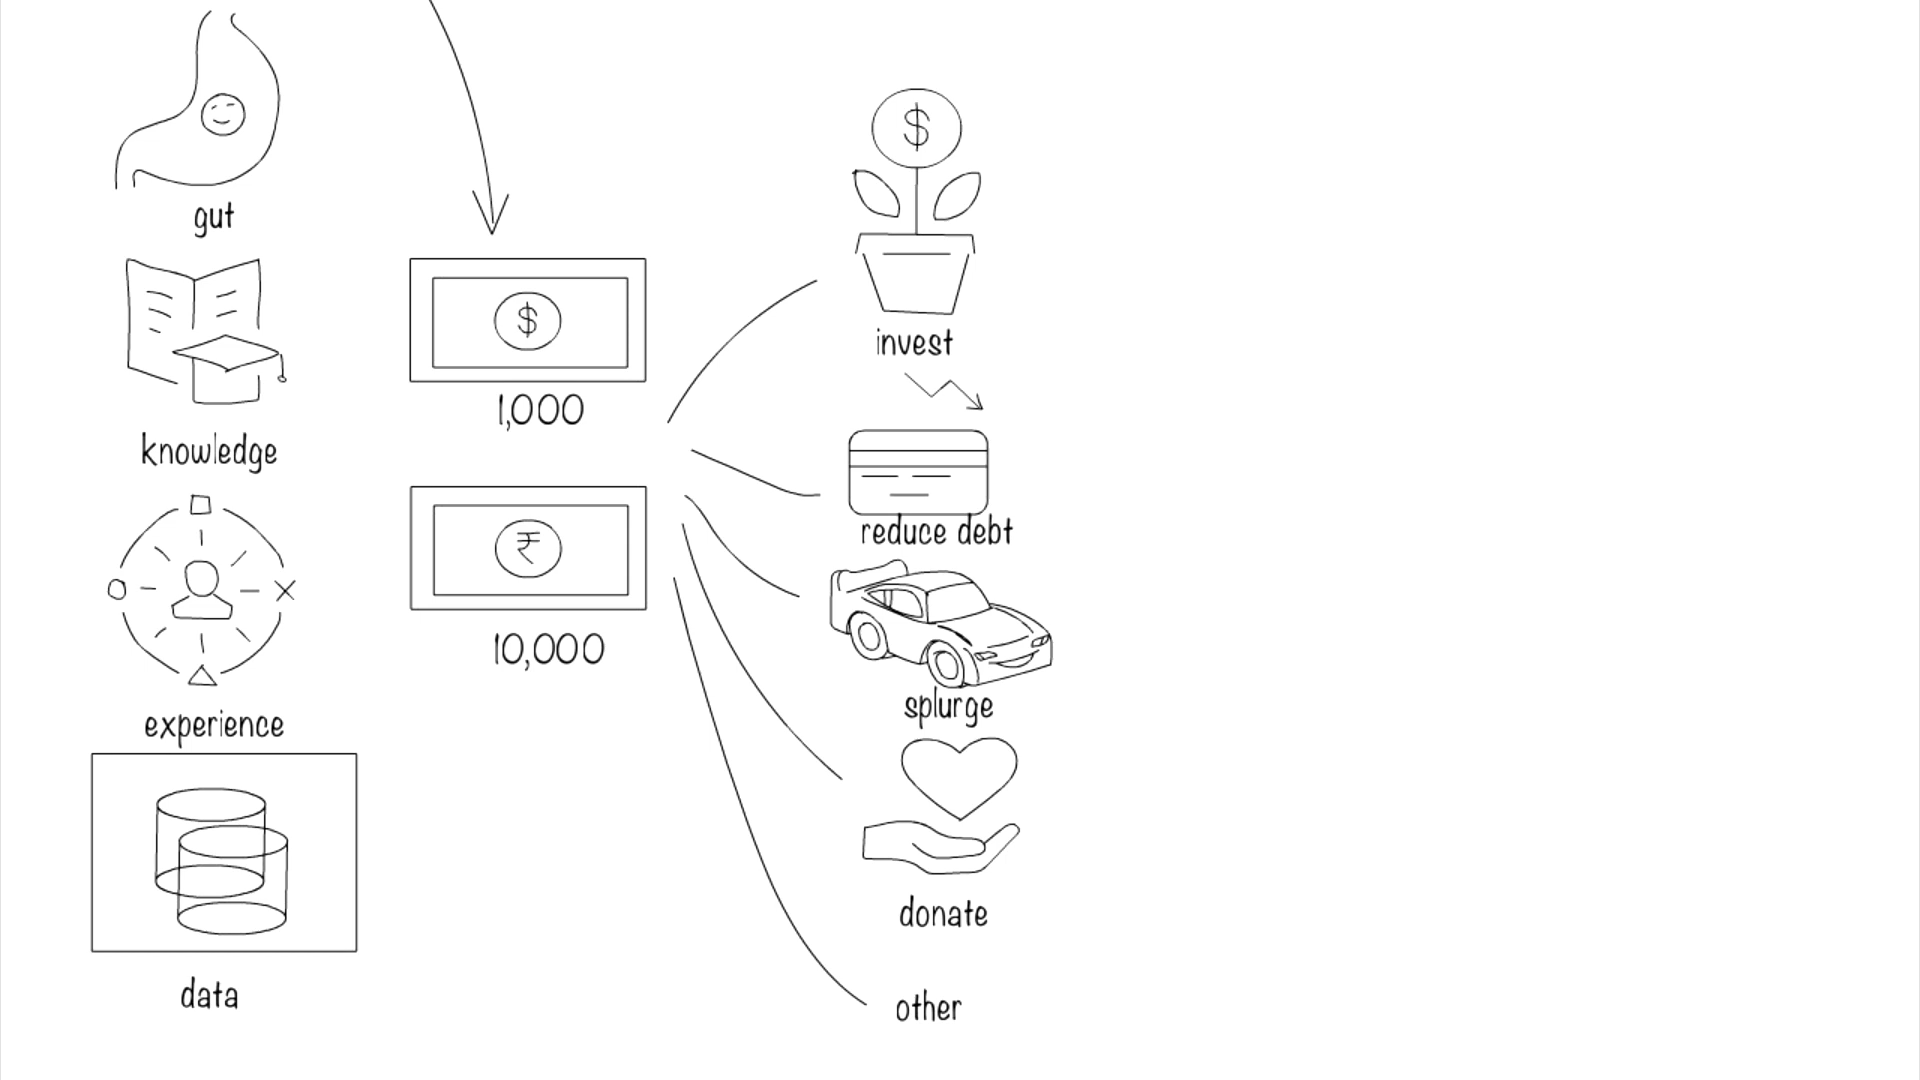 gut
knowledge
experience
data
$
1,000
₹
10,000
$
invest
reduce debt
splurge
donate
other